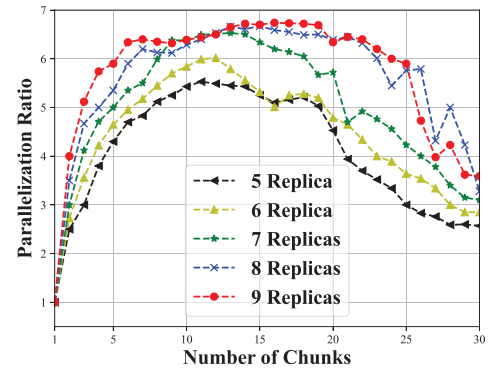 7
6
5
4
3
2
1
Parallelization Ratio
5 Replica
6 Replica
7 Replicas
8 Replicas
9 Replicas
1 5 10 15 20 25 30
Number of Chunks